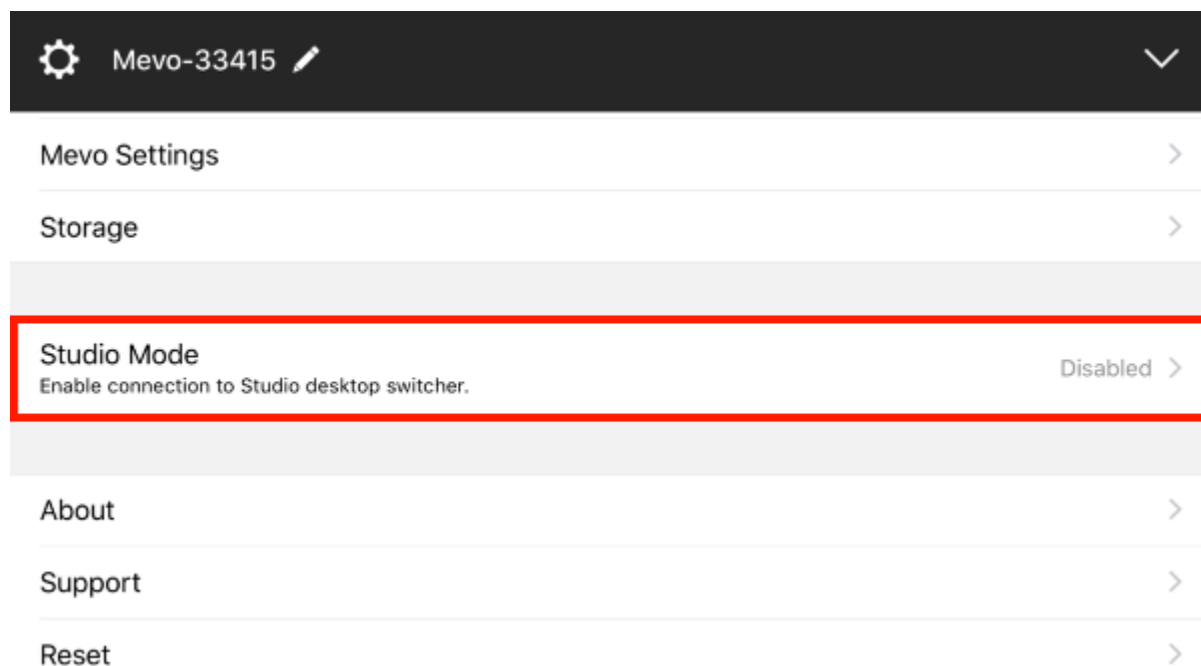 Mevo-33415
Mevo Settings
Storage
Studio Mode
Enable connection to Studio desktop switcher.
Disabled
About
Support
Reset